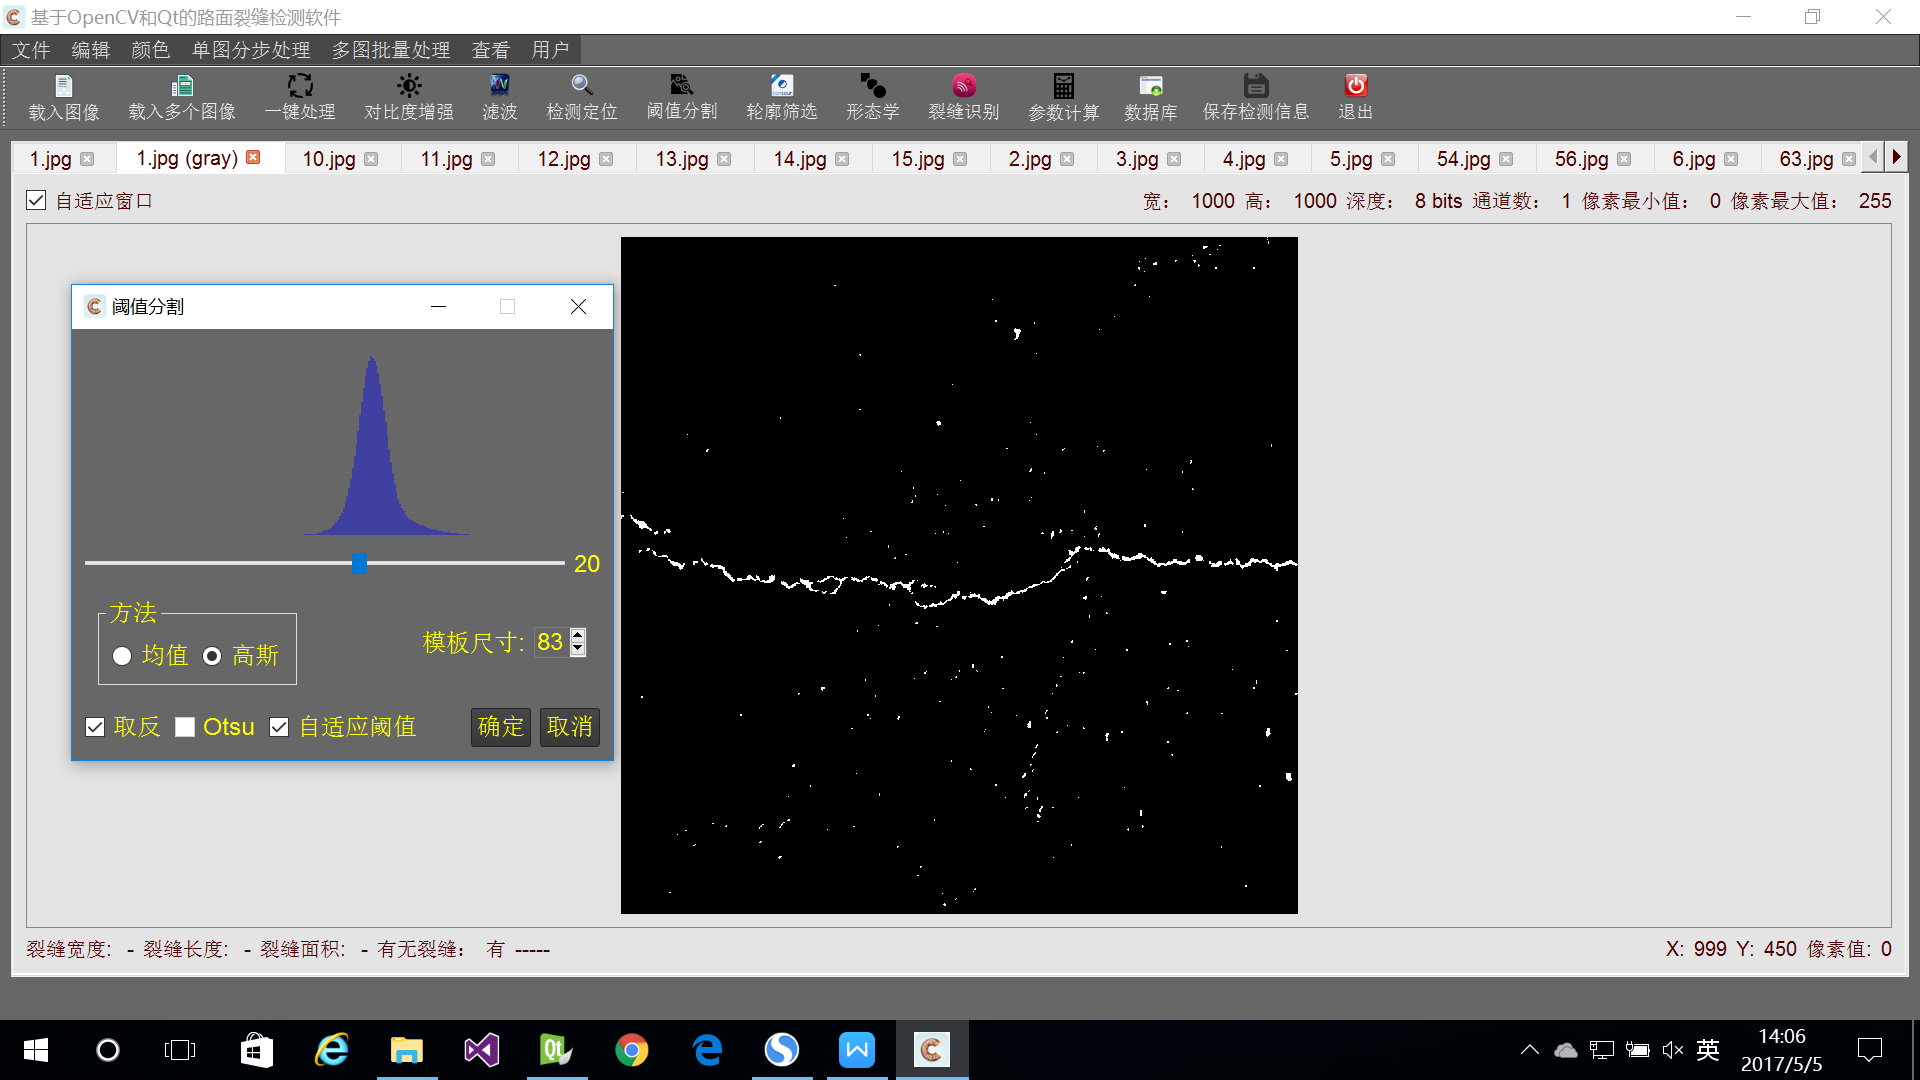 基于OpenCV和Qt的路面裂缝检测软件
文件 编辑 颜色 单图分步处理 多图批量处理 查看 用户
载入图像 载入多个图像 一键处理 对比度增强 滤波 检测定位 阈值分割 轮廓筛选 形态学 裂缝识别 参数计算 数据库 保存检测信息 退出
1.jpg 1.jpg (gray) 10.jpg 11.jpg 12.jpg 13.jpg 14.jpg 15.jpg 2.jpg 3.jpg 4.jpg 5.jpg 54.jpg 56.jpg 6.jpg 63.jpg
自适应窗口 宽： 1000 高： 1000 深度： 8 bits 通道数： 1 像素最小值： 0 像素最大值： 255
阈值分割
20
方法
均值 高斯 模板尺寸: 83
取反 Otsu 自适应阈值 确定 取消
裂缝宽度: - 裂缝长度: - 裂缝面积: - 有无裂缝： 有 ----- X: 999 Y: 450 像素值: 0
英 14:06
2017/5/5